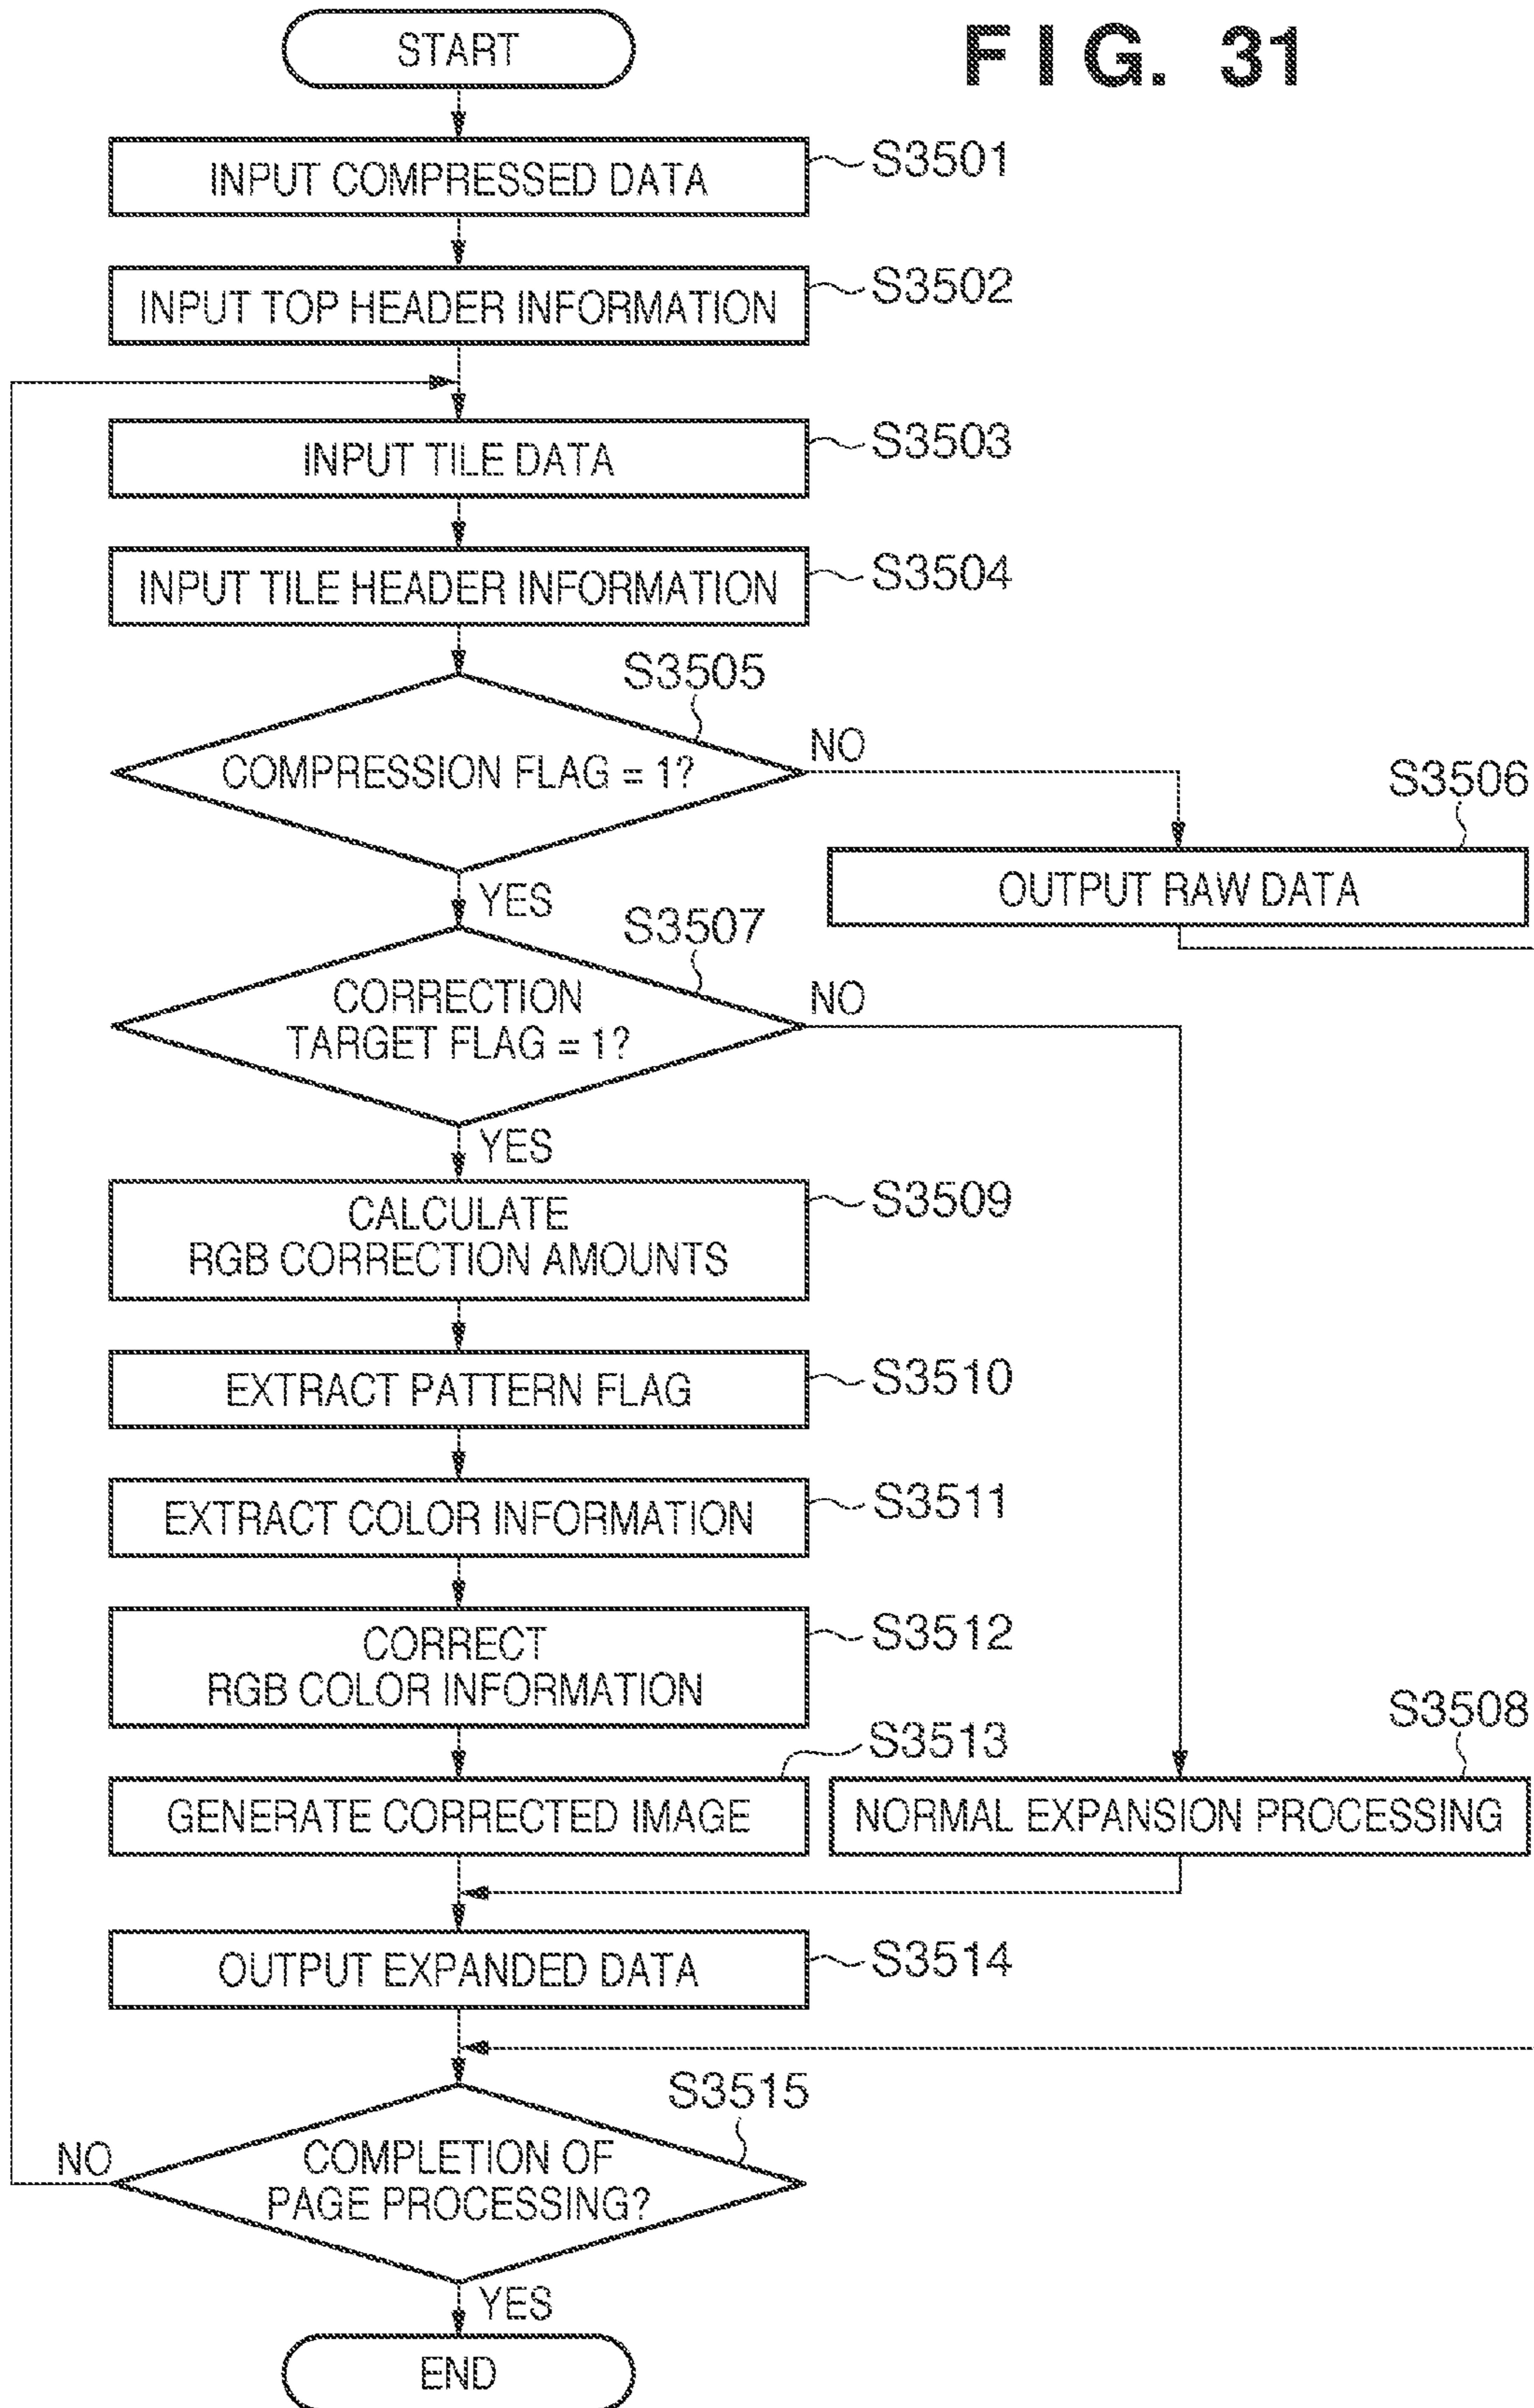 START
FIG. 31
INPUT COMPRESSED DATA
S3501
INPUT TOP HEADER INFORMATION
S3502
INPUT TILE DATA
S3503
INPUT TILE HEADER INFORMATION
S3504
S3505
COMPRESSION FLAG = 1?
NO
S3506
OUTPUT RAW DATA
YES
S3507
CORRECTION
TARGET FLAG = 1?
NO
YES
CALCULATE
RGB CORRECTION AMOUNTS
S3509
EXTRACT PATTERN FLAG
S3510
EXTRACT COLOR INFORMATION
S3511
CORRECT
RGB COLOR INFORMATION
S3512
S3513
GENERATE CORRECTED IMAGE
S3508
NORMAL EXPANSION PROCESSING
OUTPUT EXPANDED DATA
S3514
S3515
NO
COMPLETION OF
PAGE PROCESSING?
YES
END